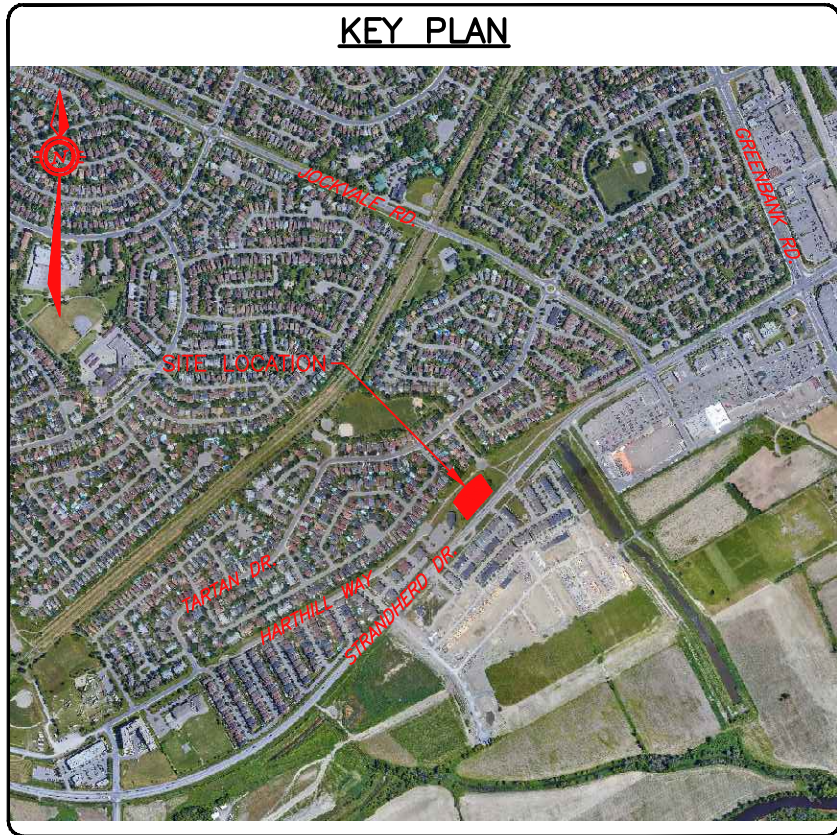 KEY PLAN
N
JOCKVALE RD.
GREENBANK RD
SITE LOCATION
TARTAN DR.
HARTHILL WAY
STRANDHERD DR.